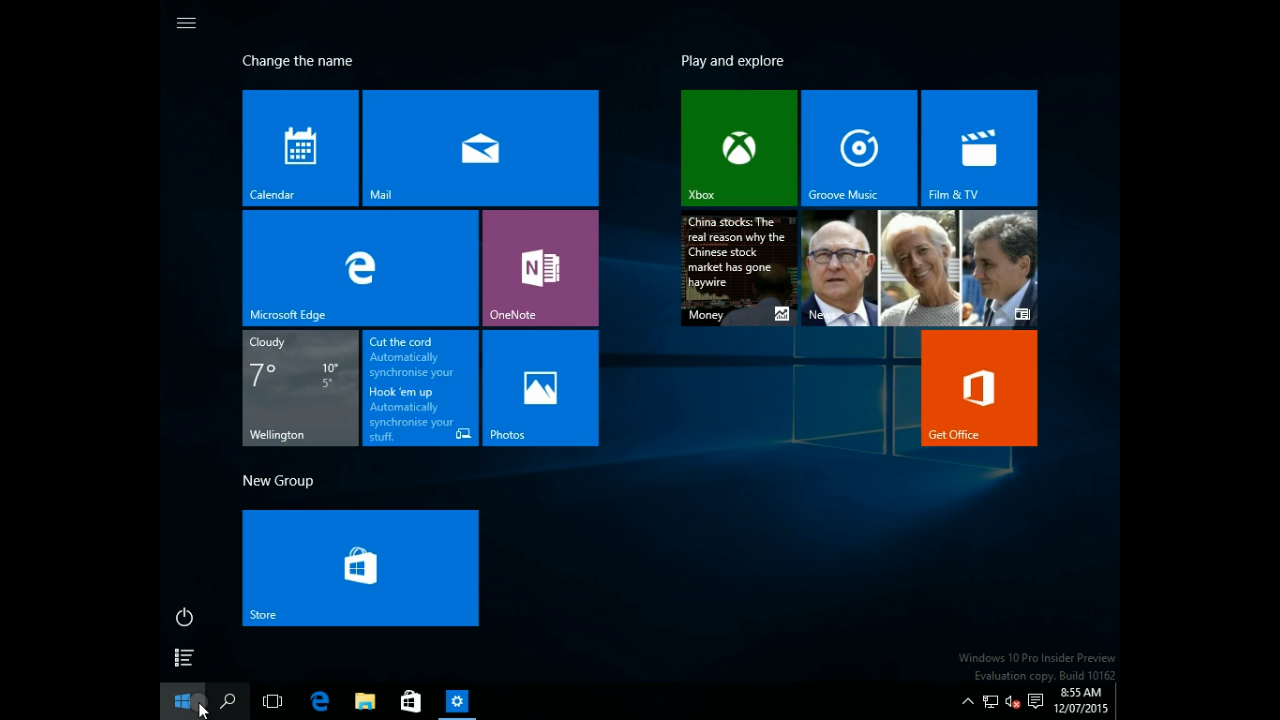 Change the name
Play and explore
Calendar
Mail
Xbox
Groove Music
Film & TV
Microsoft Edge
N
OneNote
China stocks: The
real reason why the
Chinese stock
market has gone
haywire
Money
News
Cloudy
7°
10°
5°
Wellington
Cut the cord
Automatically
synchronise your
Hook 'em up
Automatically
synchronise your
stuff.
Photos
Get Office
New Group
Store
Windows 10 Pro Insider Preview
Evaluation copy. Build 10162
8:55 AM
12/07/2015